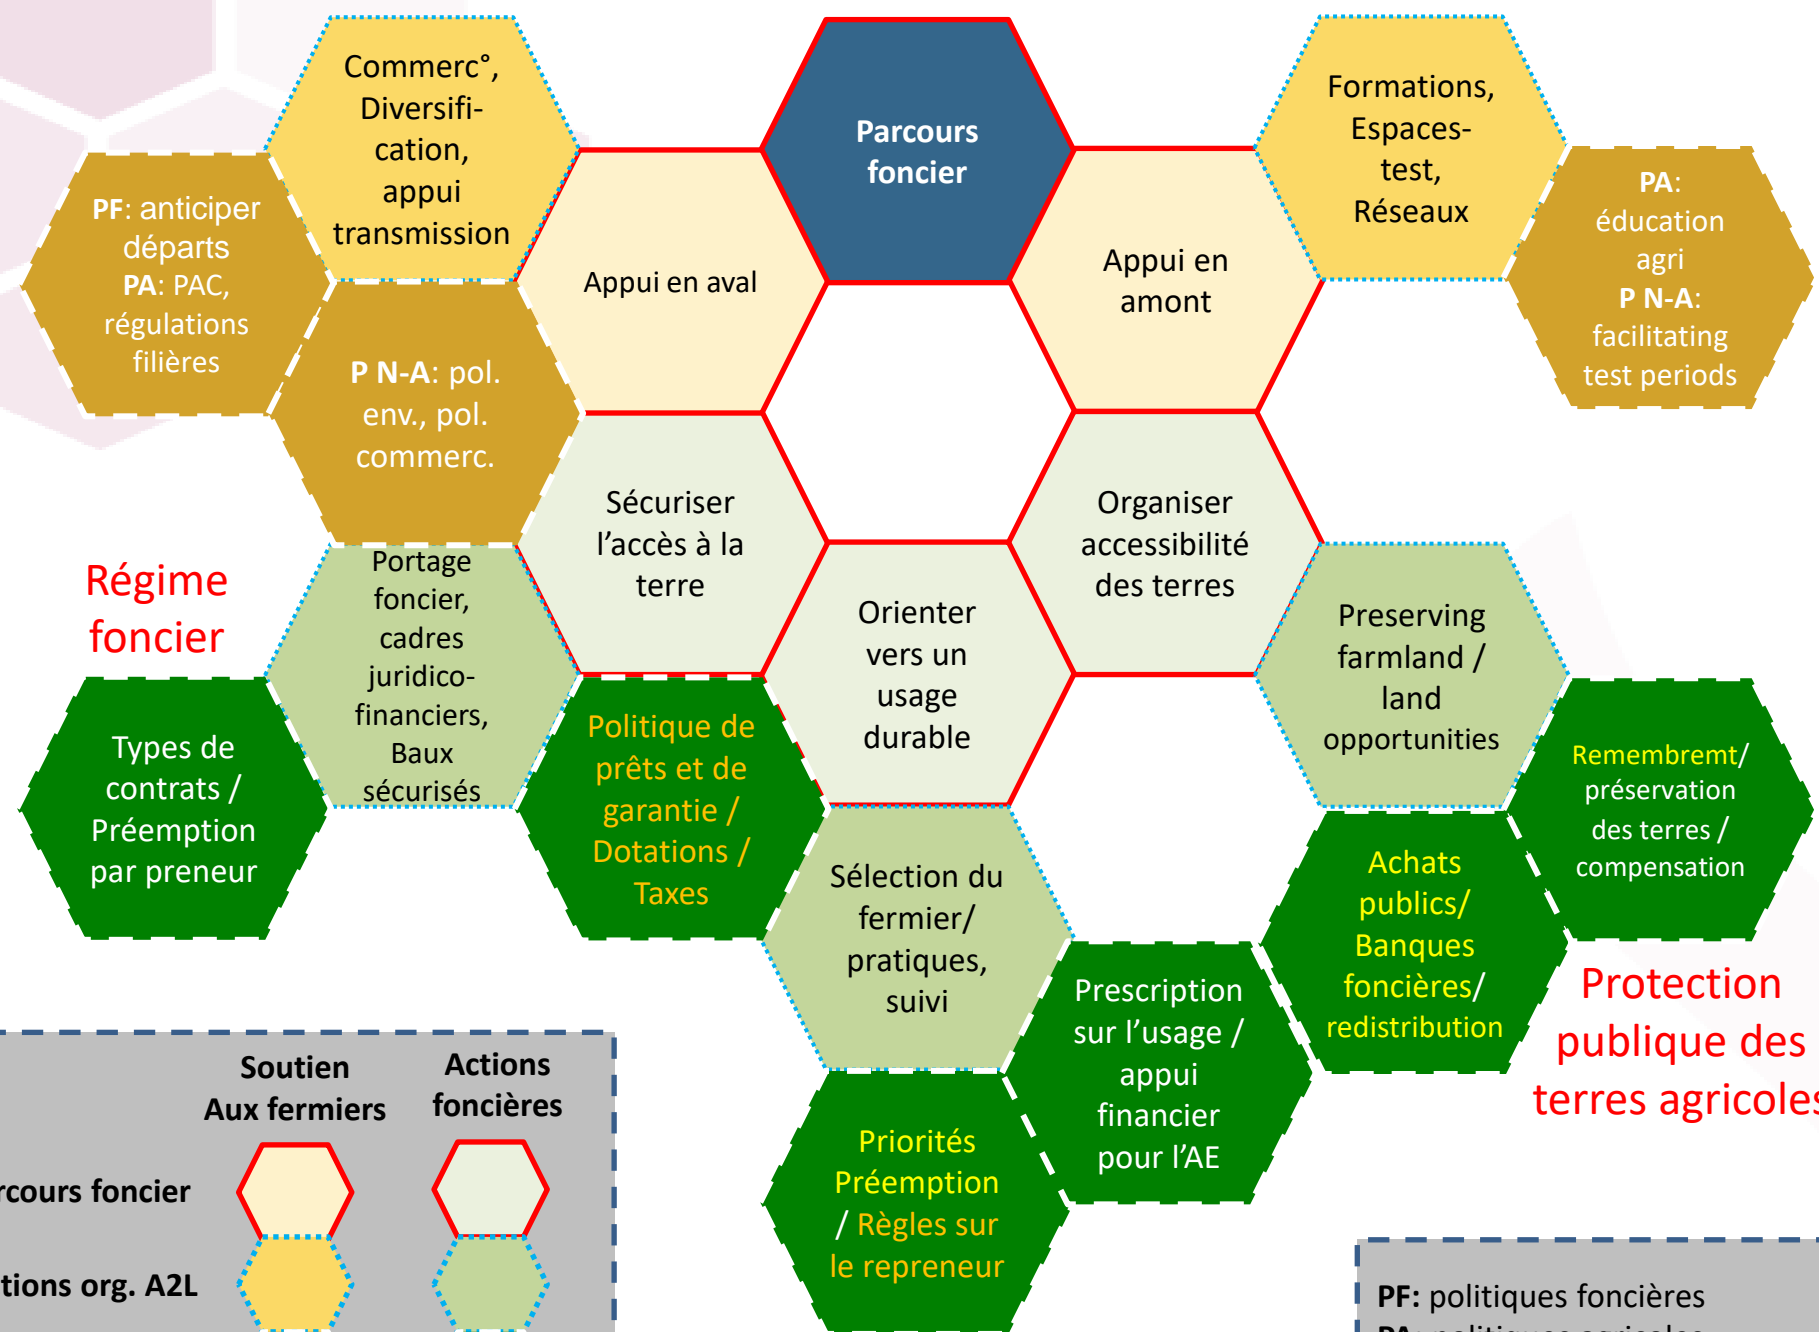 Commerc°,
Diversifi-
cation,
appui
transmission
Parcours
foncier
Formations,
Espaces-
test,
Réseaux
PF: anticiper
départs
PA: PAC,
régulations
filières
Appui en aval
Appui en
amont
PA:
éducation
agri
P N-A:
facilitating
test periods
P N-A: pol.
env., pol.
commerc.
Sécuriser
l’accès à la
terre
Organiser
accessibilité
des terres
Régime
foncier
Portage
foncier,
cadres
juridico-
financiers,
Baux
sécurisés
Orienter
vers un
usage
durable
Preserving
farmland /
land
opportunities
Types de
contrats /
Préemption
par preneur
Politique de
prêts et de
garantie /
Dotations /
Taxes
Remembremt/
préservation
des terres /
compensation
Sélection du
fermier/
pratiques,
suivi
Achats
publics/
Banques
foncières/
redistribution
Prescription
sur l’usage /
appui
financier
pour l’AE
Protection
publique des
terres agricoles
Priorités
Préemption
/ Règles sur
le repreneur
Soutien
Aux fermiers
Actions
foncières
rcours foncier
tions org. A2L
PF: politiques foncières
PA: politiques agricoles